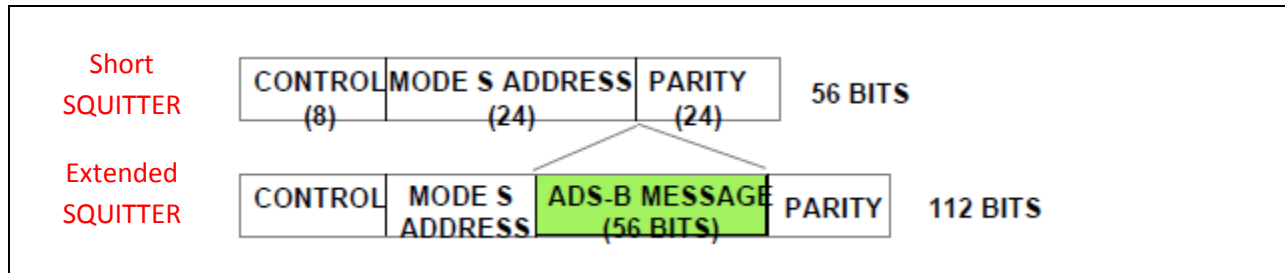 Short
SQUITTER
CONTROL MODE S ADDRESS PARITY
(8) (24) (24)
56 BITS
Extended
SQUITTER
CONTROL MODE S ADS-B MESSAGE PARITY
ADDRESS (56 BITS)
112 BITS